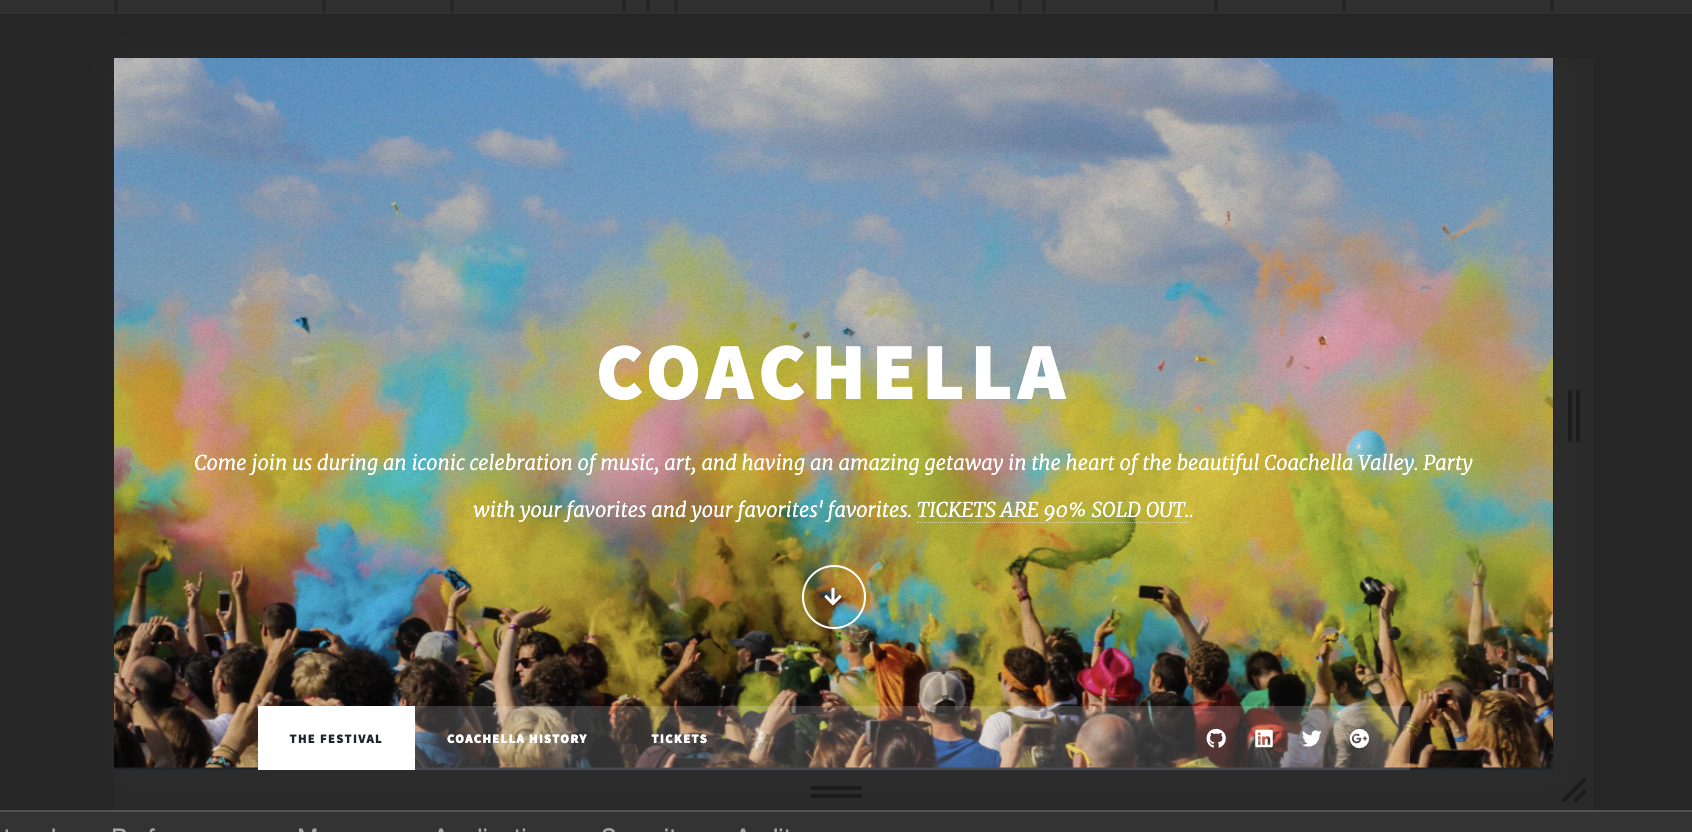 COACHELLA
Come join us during an iconic celebration of music, art, and having an amazing getaway in the heart of the beautiful Coachella Valley. Party
with your favorites and your favorites' favorites. TICKETS ARE 90% SOLD OUT..
THE FESTIVAL COACHELLA HISTORY TICKETS